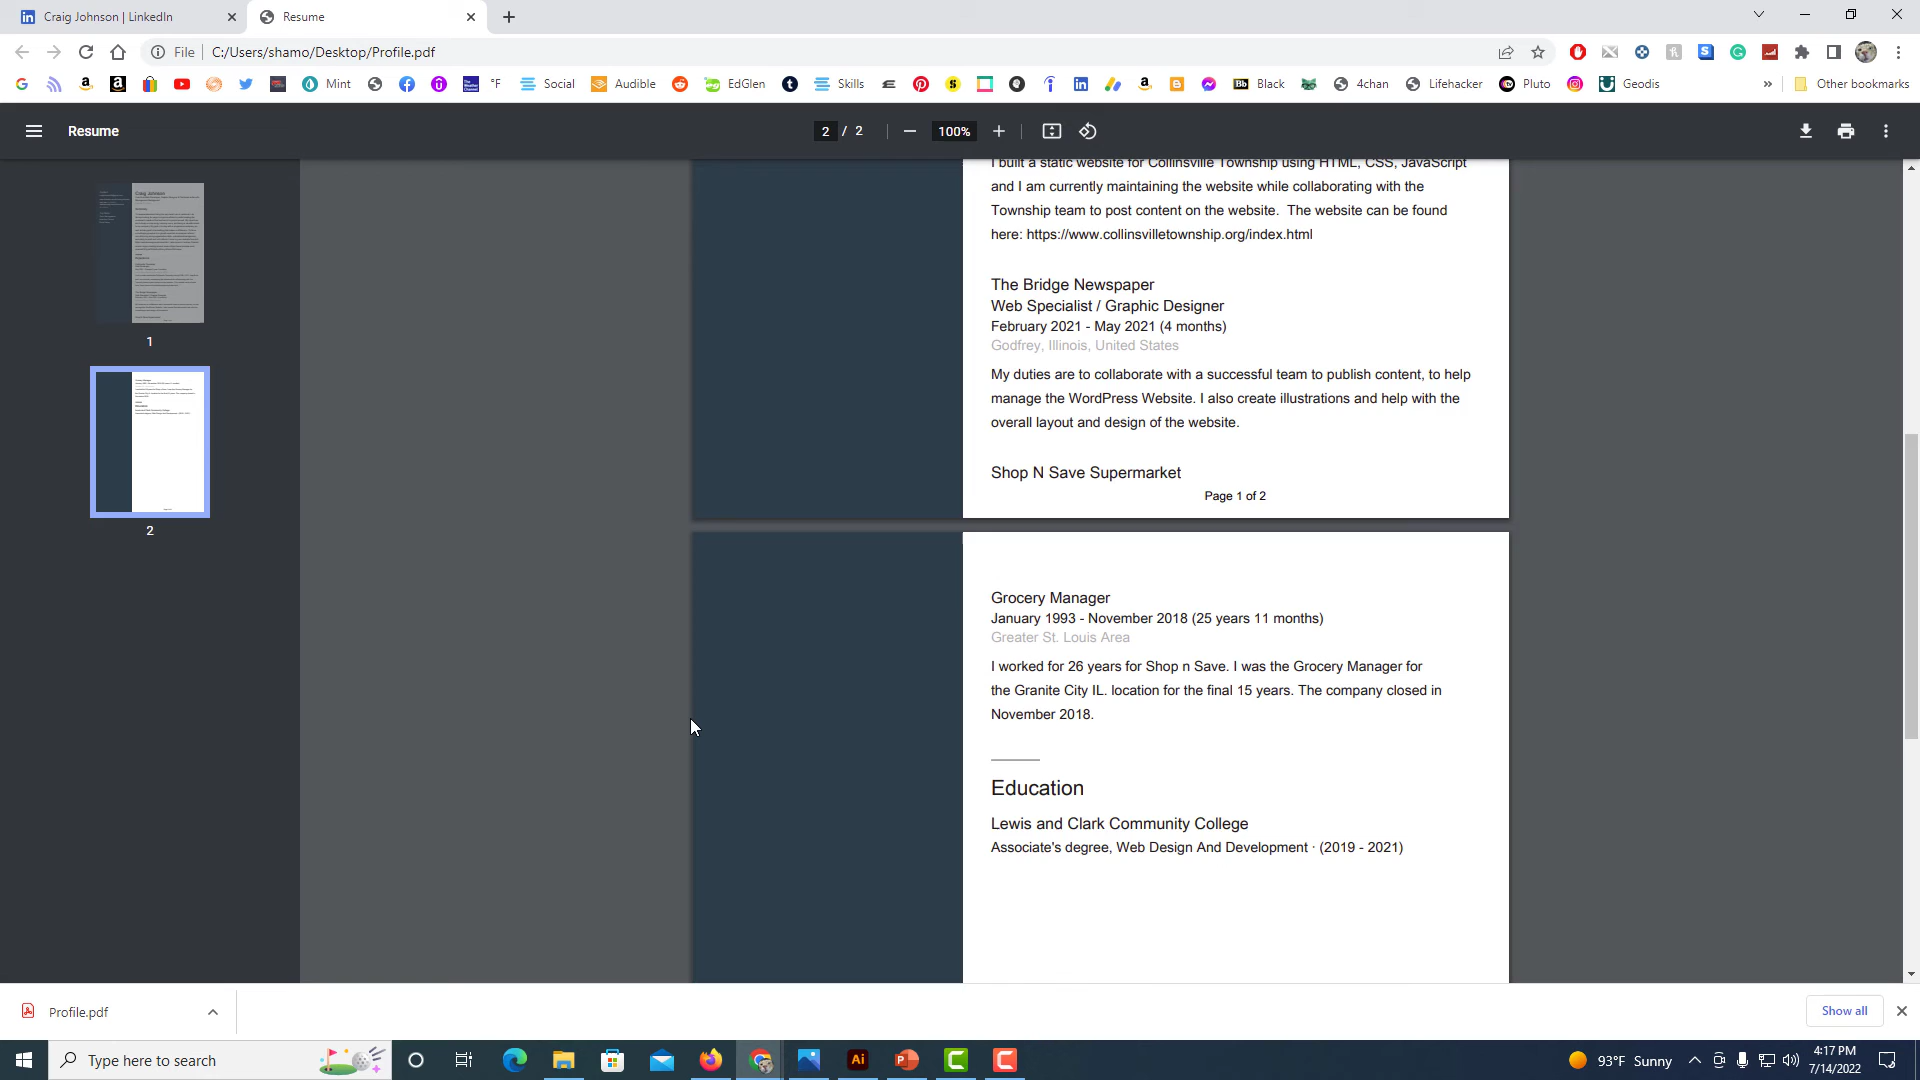 Craig Johnson | LinkedIn
Resume
File
C:/Users/shamo/Desktop/Profile.pdf
Mint
°F
Social
Audible
EdGlen
Skills
Black
4chan
Lifehacker
Pluto
Geodis
»
Other bookmarks
Resume
2 / 2
100%
1
2
I built a static website for Collinsville Township using HTML, CSS, JavaScript
and I am currently maintaining the website while collaborating with the
Township team to post content on the website. The website can be found
here: https://www.collinsvilletownship.org/index.html
The Bridge Newspaper
Web Specialist / Graphic Designer
February 2021 - May 2021 (4 months)
Godfrey, Illinois, United States
My duties are to collaborate with a successful team to publish content, to help
manage the WordPress Website. I also create illustrations and help with the
overall layout and design of the website.
Shop N Save Supermarket
Page 1 of 2
Grocery Manager
January 1993 - November 2018 (25 years 11 months)
Greater St. Louis Area
I worked for 26 years for Shop n Save. I was the Grocery Manager for
the Granite City IL. location for the final 15 years. The company closed in
November 2018.
Education
Lewis and Clark Community College
Associate's degree, Web Design And Development · (2019 - 2021)
Profile.pdf
Show all
Type here to search
Ai
93°F Sunny
4:17 PM
7/14/2022